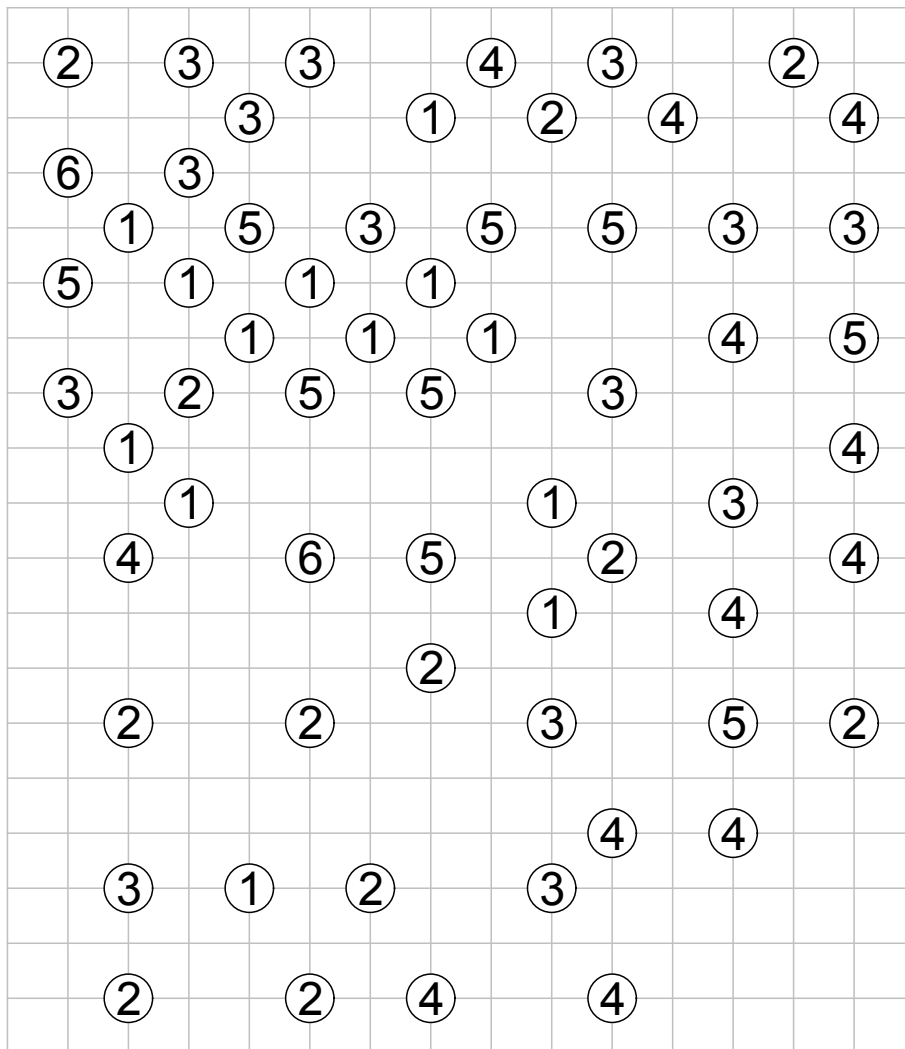 2 3 3 4 3 2
3 1 2 4 4
6 3
1 5 3 5 5 3 3
5 1 1 1
1 1 1 4 5
3 2 5 5 3
1 4
1 1 3
4 6 5 2 4
1 4
2
2 2 3 5 2
4 4
3 1 2 3
2 2 4 4